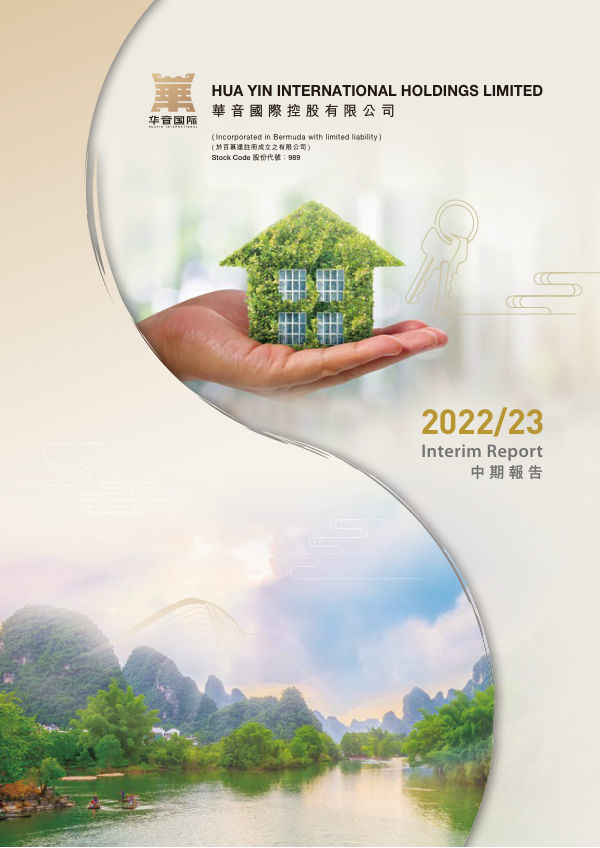 华音国际
HUAYIN INTERNATIONAL
HUA YIN INTERNATIONAL HOLDINGS LIMITED
華音國際控股有限公司
(Incorporated in Bermuda with limited liability)
(於百慕達註冊成立之有限公司)
Stock Code 股份代號：989
2022/23
Interim Report
中期報告